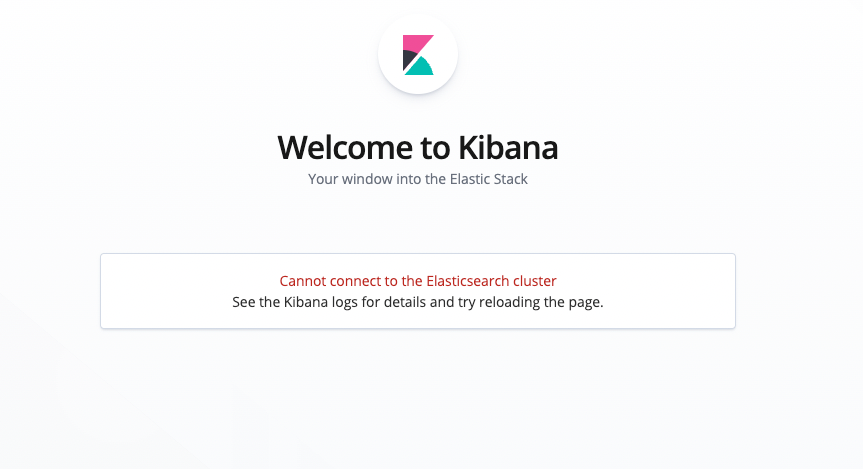 Welcome to Kibana
Your window into the Elastic Stack
Cannot connect to the Elasticsearch cluster
See the Kibana logs for details and try reloading the page.